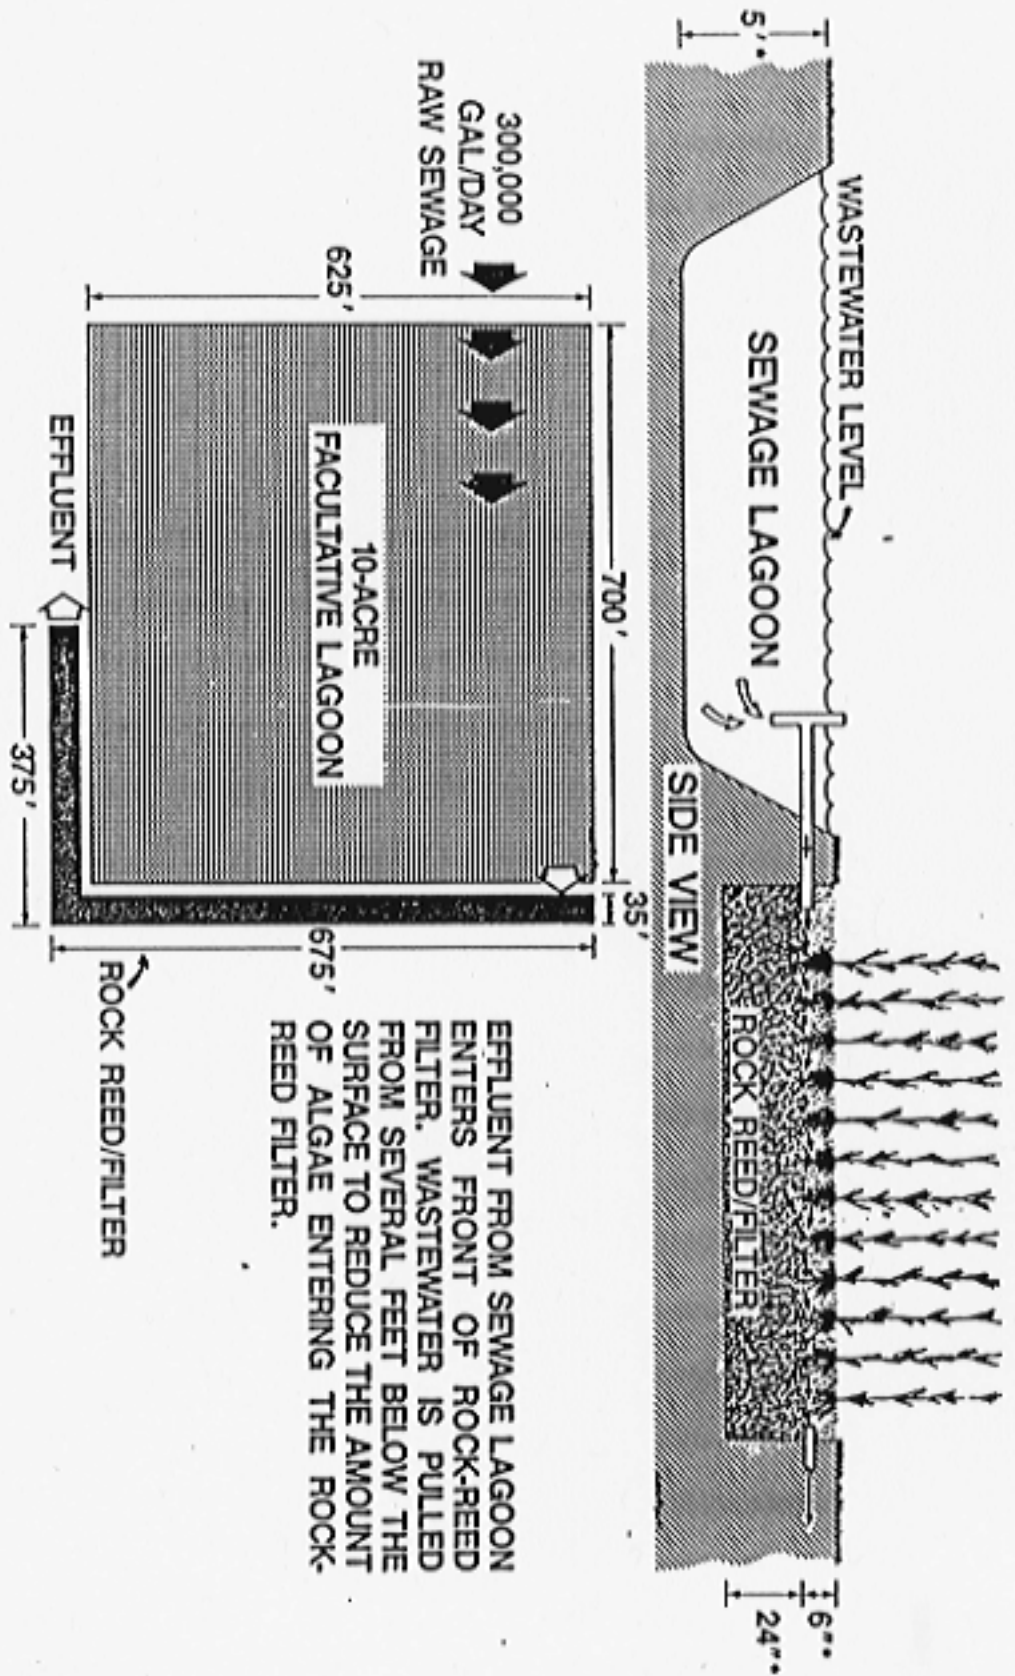 5'*
WASTEWATER LEVEL
SEWAGE LAGOON
SIDE VIEW
ROCK REED/FILTER
6"*
24"*
300,000
GAL/DAY
RAW SEWAGE
625'
700'
35'
10-ACRE
FACULTATIVE LAGOON
EFFLUENT
375'
675'
ROCK REED/FILTER
EFFLUENT FROM SEWAGE LAGOON
ENTERS FRONT OF ROCK-REED
FILTER. WASTEWATER IS PULLED
FROM SEVERAL FEET BELOW THE
SURFACE TO REDUCE THE AMOUNT
OF ALGAE ENTERING THE ROCK-
REED FILTER.